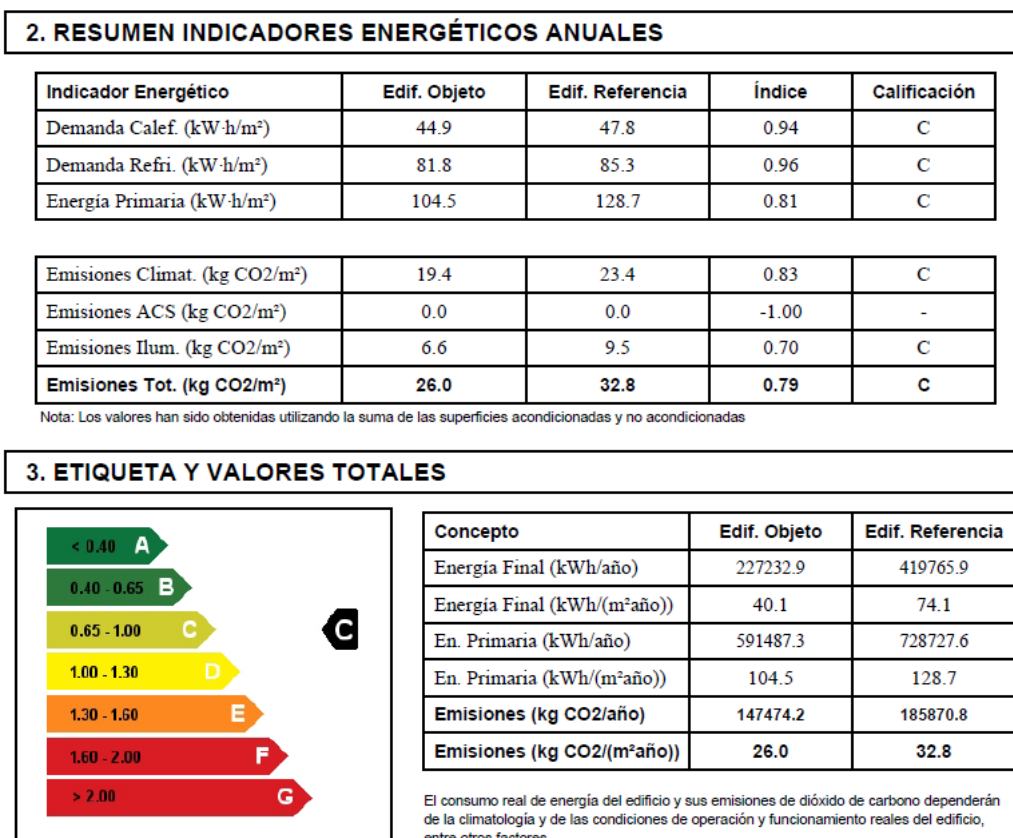 2. RESUMEN INDICADORES ENERGÉTICOS ANUALES
Indicador Energético Edif. Objeto Edif. Referencia Índice Calificación
Demanda Calef. (kW·h/m²) 44.9 47.8 0.94 C
Demanda Refri. (kW·h/m²) 81.8 85.3 0.96 C
Energía Primaria (kW·h/m²) 104.5 128.7 0.81 C
Emisiones Climat. (kg CO2/m²) 19.4 23.4 0.83 C
Emisiones ACS (kg CO2/m²) 0.0 0.0 -1.00 -
Emisiones Ilum. (kg CO2/m²) 6.6 9.5 0.70 C
Emisiones Tot. (kg CO2/m²) 26.0 32.8 0.79 C
Nota: Los valores han sido obtenidas utilizando la suma de las superficies acondicionadas y no acondicionadas
3. ETIQUETA Y VALORES TOTALES
< 0.40 A
0.40 - 0.65 B
0.65 - 1.00 C
C
1.00 - 1.30 D
1.30 - 1.60 E
1.60 - 2.00 F
> 2.00 G
Concepto Edif. Objeto Edif. Referencia
Energía Final (kWh/año) 227232.9 419765.9
Energía Final (kWh/(m²año)) 40.1 74.1
En. Primaria (kWh/año) 591487.3 728727.6
En. Primaria (kWh/(m²año)) 104.5 128.7
Emisiones (kg CO2/año) 147474.2 185870.8
Emisiones (kg CO2/(m²año)) 26.0 32.8
El consumo real de energía del edificio y sus emisiones de dióxido de carbono dependerán
de la climatología y de las condiciones de operación y funcionamiento reales del edificio,
entre otros factores